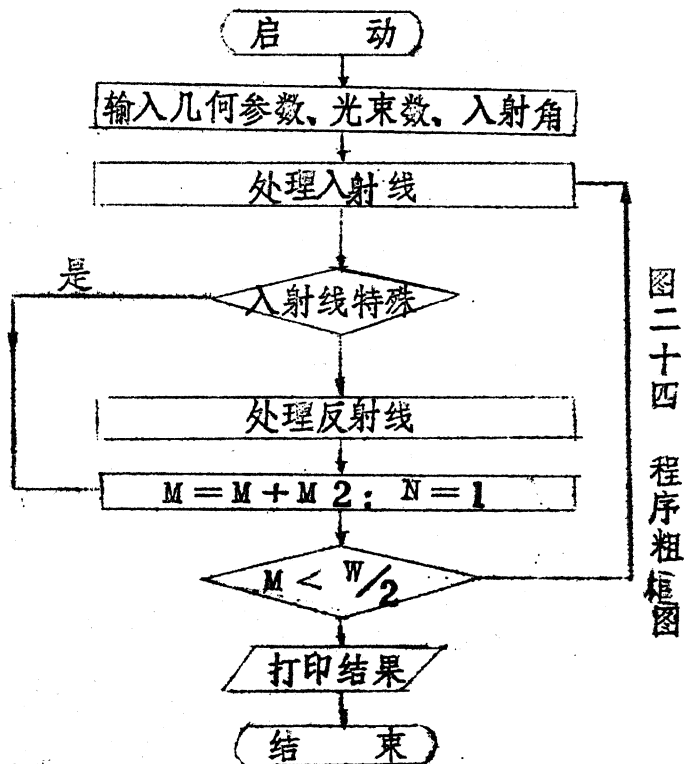 启 动
输入几何参数、光束数、入射角
处理入射线
是
入射线特殊
处理反射线
M=M+M2; N=1
M<W/2
打印结果
结 束
图二十四 程序粗框图